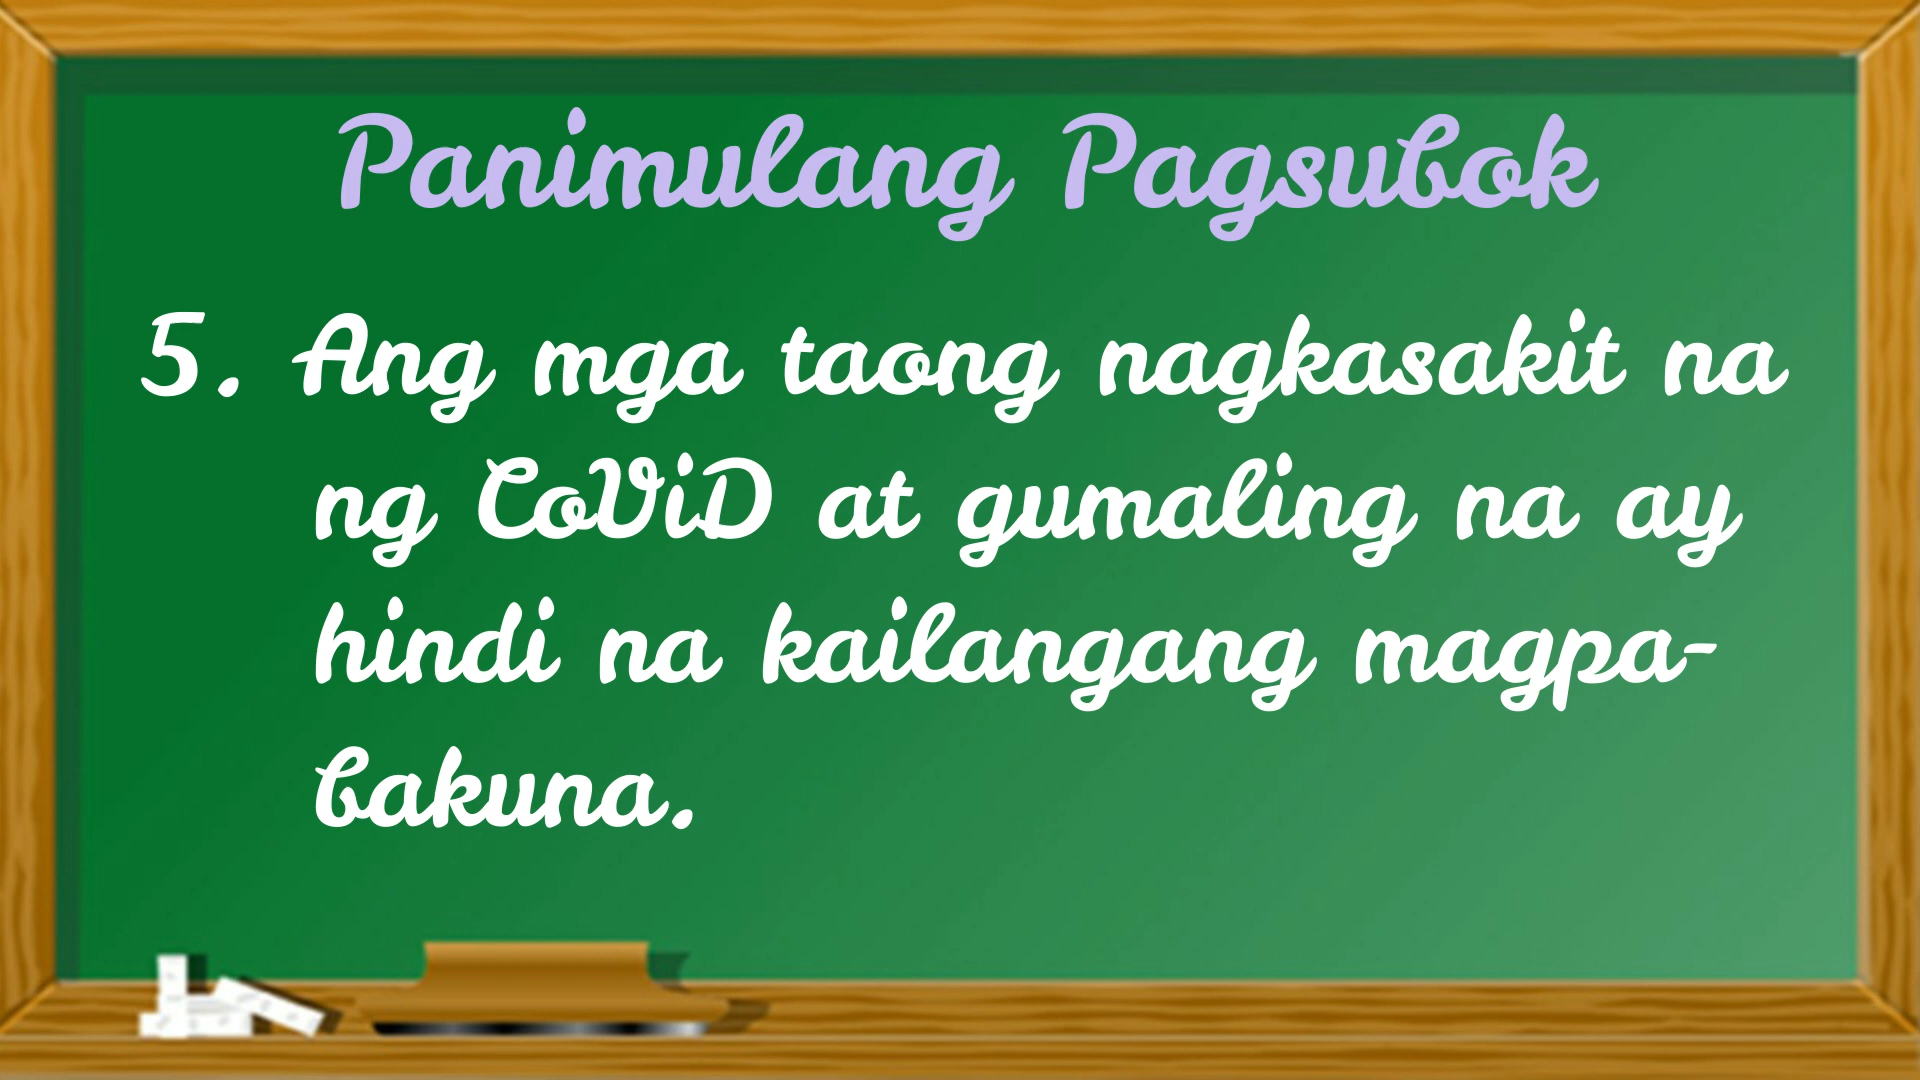 Panimulang Pagsubok
5. Ang mga taong nagkasakit na
ng CoViD at gumaling na ay
hindi na kailangang magpa-
bakuna.